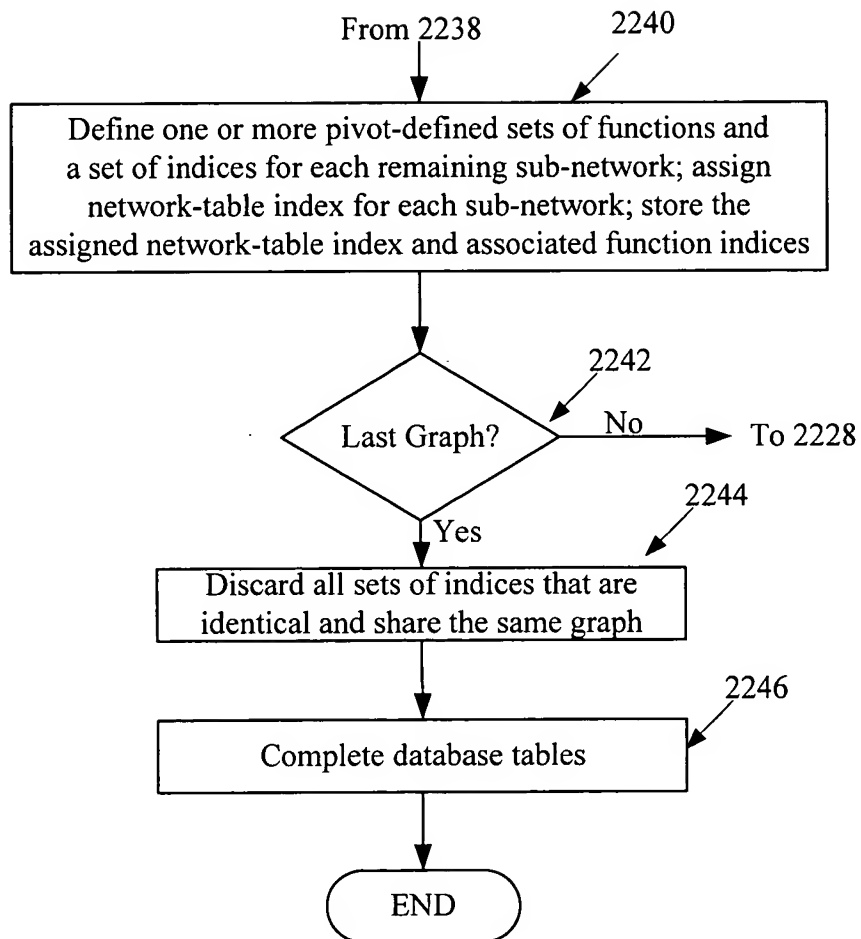 From 2238
2240
Define one or more pivot-defined sets of functions and
a set of indices for each remaining sub-network; assign
network-table index for each sub-network; store the
assigned network-table index and associated function indices
2242
Last Graph?
No
To 2228
2244
Yes
Discard all sets of indices that are
identical and share the same graph
2246
Complete database tables
END